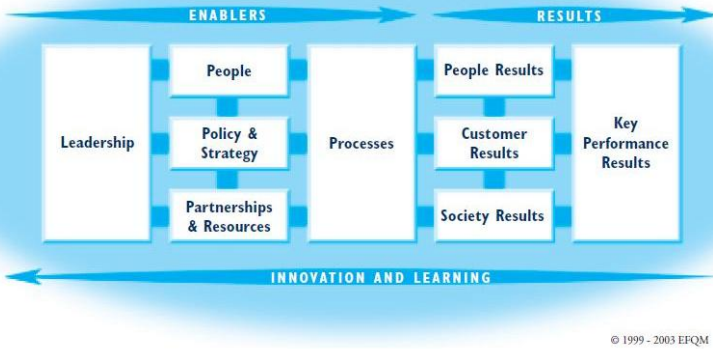 ENABLERS
RESULTS
Leadership
People
Policy &
Strategy
Partnerships
& Resources
Processes
People Results
Customer
Results
Society Results
Key
Performance
Results
INNOVATION AND LEARNING
© 1999 - 2003 EFQM